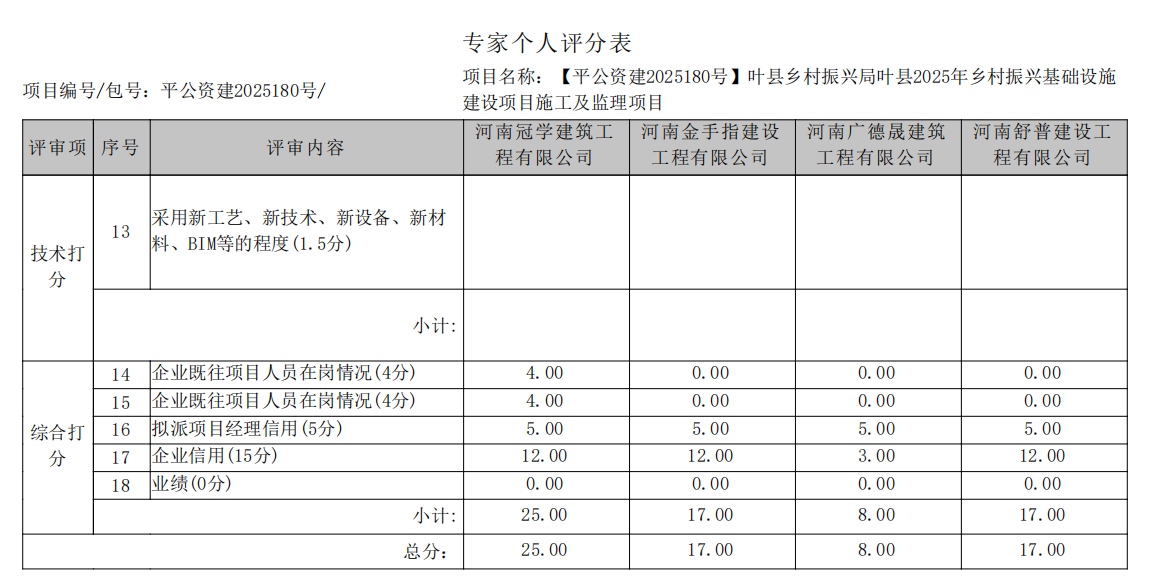 专家个人评分表
项目编号/包号：平公资建2025180号/
项目名称：【平公资建2025180号】叶县乡村振兴局叶县2025年乡村振兴基础设施
建设项目施工及监理项目
评审项 序号 评审内容 河南冠学建筑工程有限公司 河南金手指建设工程有限公司 河南广德晟建筑工程有限公司 河南舒普建设工程有限公司
技术打分
13 采用新工艺、新技术、新设备、新材
料、BIM等的程度(1.5分)
小计:
综合打分
14 企业既往项目人员在岗情况(4分) 4.00 0.00 0.00 0.00
15 企业既往项目人员在岗情况(4分) 4.00 0.00 0.00 0.00
16 拟派项目经理信用(5分) 5.00 5.00 5.00 5.00
17 企业信用(15分) 12.00 12.00 3.00 12.00
18 业绩(0分) 0.00 0.00 0.00 0.00
小计: 25.00 17.00 8.00 17.00
总分: 25.00 17.00 8.00 17.00